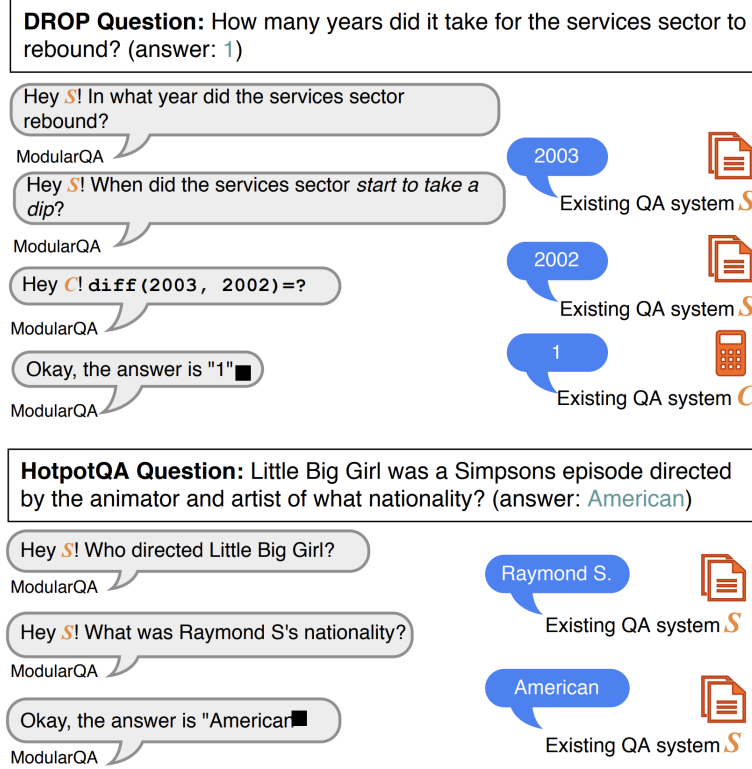 DROP Question: How many years did it take for the services sector to
rebound? (answer: 1)
Hey S! In what year did the services sector
rebound?
ModularQA
2003
Existing QA system S
Hey S! When did the services sector start to take a
dip?
ModularQA
2002
Existing QA system S
Hey C! diff(2003, 2002)=?
ModularQA
1
Existing QA system C
Okay, the answer is "1"
ModularQA
HotpotQA Question: Little Big Girl was a Simpsons episode directed
by the animator and artist of what nationality? (answer: American)
Hey S! Who directed Little Big Girl?
ModularQA
Raymond S.
Existing QA system S
Hey S! What was Raymond S's nationality?
ModularQA
American
Existing QA system S
Okay, the answer is "American
ModularQA